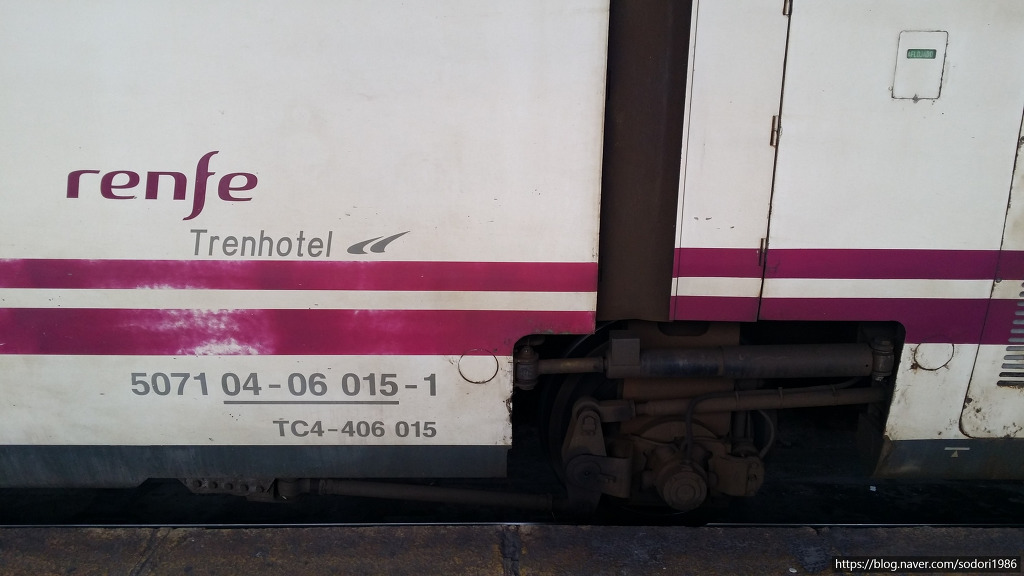 renfe
Trenhotel
5071 04-06 015-1
TC4-406 015
https://blog.naver.com/sodori1986